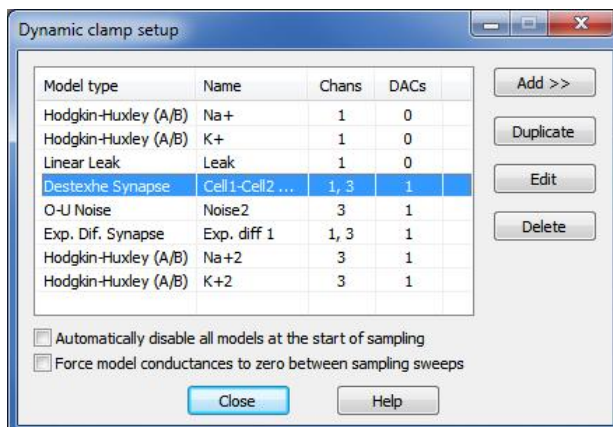 Dynamic clamp setup
Model type Name Chans DACs
Hodgkin-Huxley (A/B) Na+ 1 0
Hodgkin-Huxley (A/B) K+ 1 0
Linear Leak Leak 1 0
Destexhe Synapse Cell1-Cell2 ... 1, 3 1
O-U Noise Noise2 3 1
Exp. Dif. Synapse Exp. diff 1 1, 3 1
Hodgkin-Huxley (A/B) Na+2 3 1
Hodgkin-Huxley (A/B) K+2 3 1
Add >>
Duplicate
Edit
Delete
Automatically disable all models at the start of sampling
Force model conductances to zero between sampling sweeps
Close Help